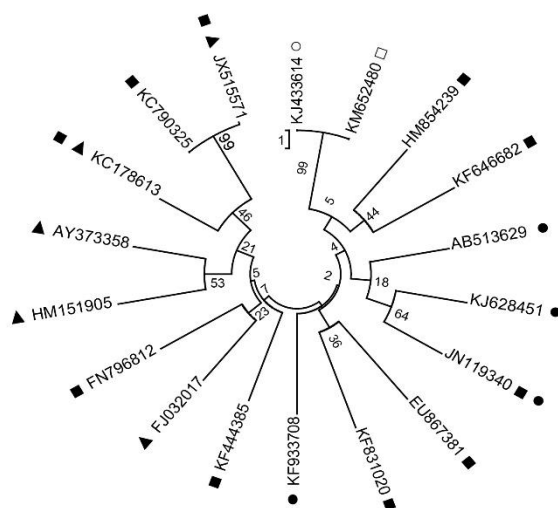 KJ433614
KM652480
HM854239
KF646682
AB513629
KJ628451
JN119340
EU867381
KF831020
KF933708
KF444385
FJ032017
FN796812
HM151905
AY373358
KC178613
KC790325
JX515571
1
99
5
44
4
18
64
2
36
7
23
5
53
21
46
99